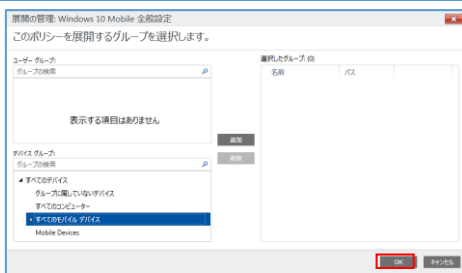 展開の管理: Windows 10 Mobile 全般設定
このポリシーを展開するグループを選択します。
ユーザー グループ:
グループの検索
表示する項目はありません
デバイス グループ:
グループの検索
すべてのデバイス
グループに属していないデバイス
すべてのコンピューター
すべてのモバイル デバイス
Mobile Devices
追加
削除
選択したグループ: (0)
名前 パス
OK キャンセル